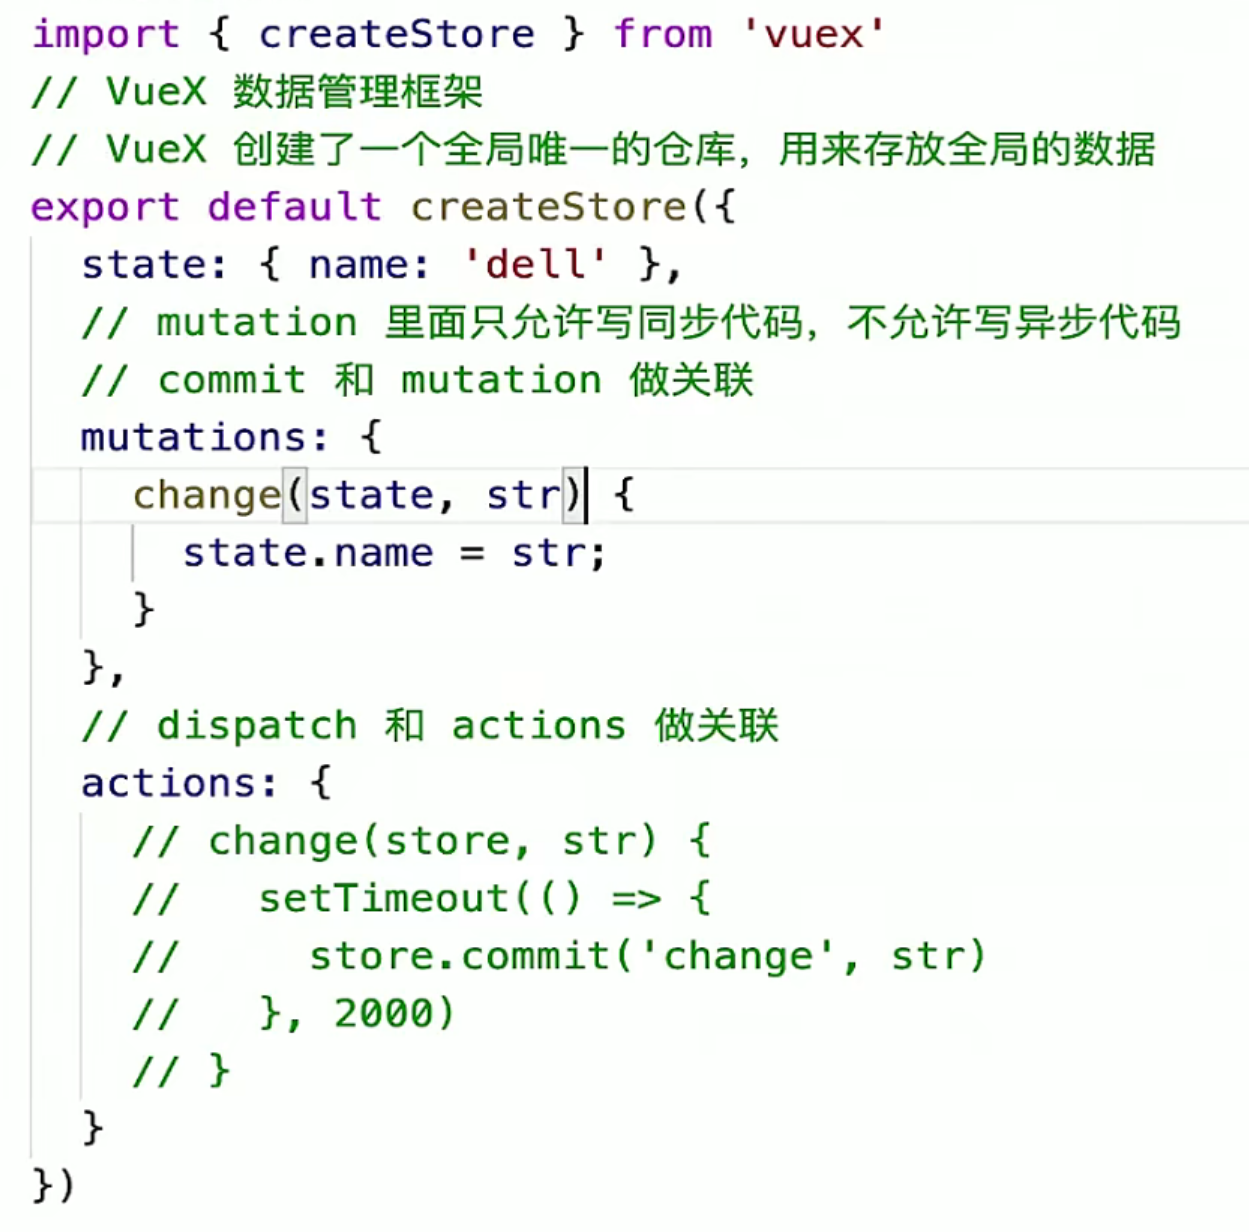 import { createStore } from 'vuex'
// VueX 数据管理框架
// VueX 创建了一个全局唯一的仓库，用来存放全局的数据
export default createStore({
  state: { name: 'dell' },
  // mutation 里面只允许写同步代码，不允许写异步代码
  // commit 和 mutation 做关联
  mutations: {
    change(state, str) {
      state.name = str;
    }
  },
  // dispatch 和 actions 做关联
  actions: {
    // change(store, str) {
    //   setTimeout(() => {
    //     store.commit('change', str)
    //   }, 2000)
    // }
  }
})